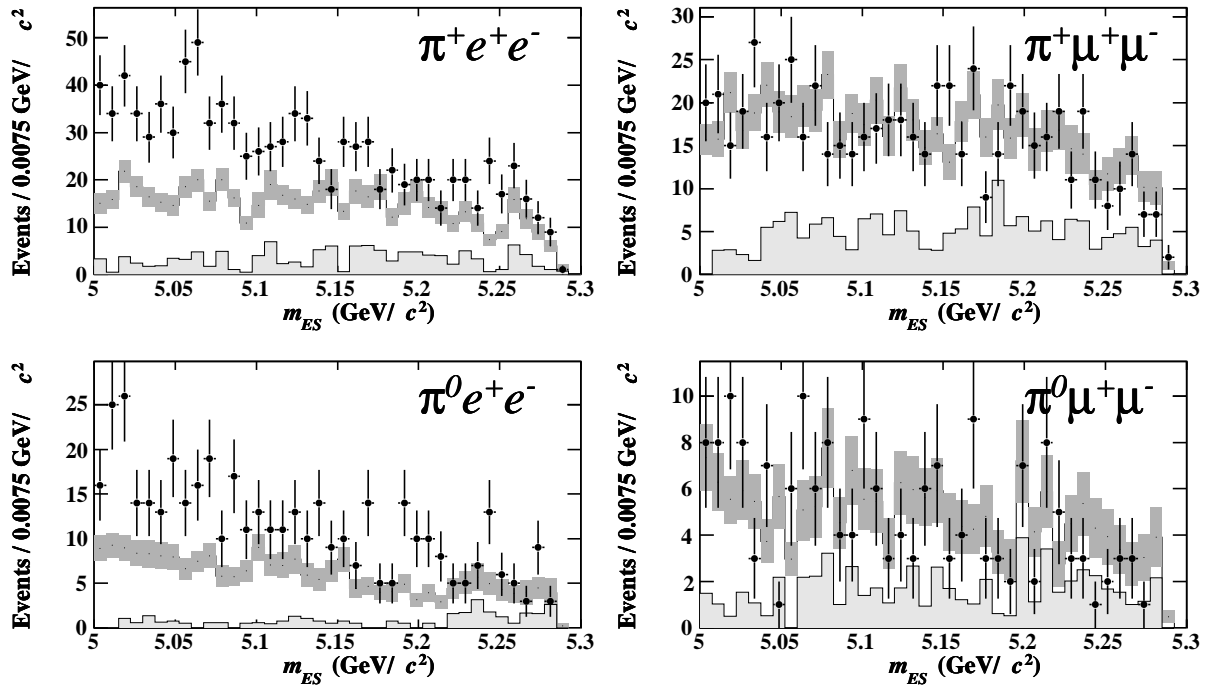 Events / 0.0075 GeV/ c²
50
40
30
20
10
0
π⁺e⁺e⁻
5 5.05 5.1 5.15 5.2 5.25 5.3
m_ES (GeV/ c²)
Events / 0.0075 GeV/ c²
30
25
20
15
10
5
0
π⁺μ⁺μ⁻
5 5.05 5.1 5.15 5.2 5.25 5.3
m_ES (GeV/ c²)
Events / 0.0075 GeV/ c²
25
20
15
10
5
0
π⁰e⁺e⁻
5 5.05 5.1 5.15 5.2 5.25 5.3
m_ES (GeV/ c²)
Events / 0.0075 GeV/ c²
10
8
6
4
2
0
π⁰μ⁺μ⁻
5 5.05 5.1 5.15 5.2 5.25 5.3
m_ES (GeV/ c²)